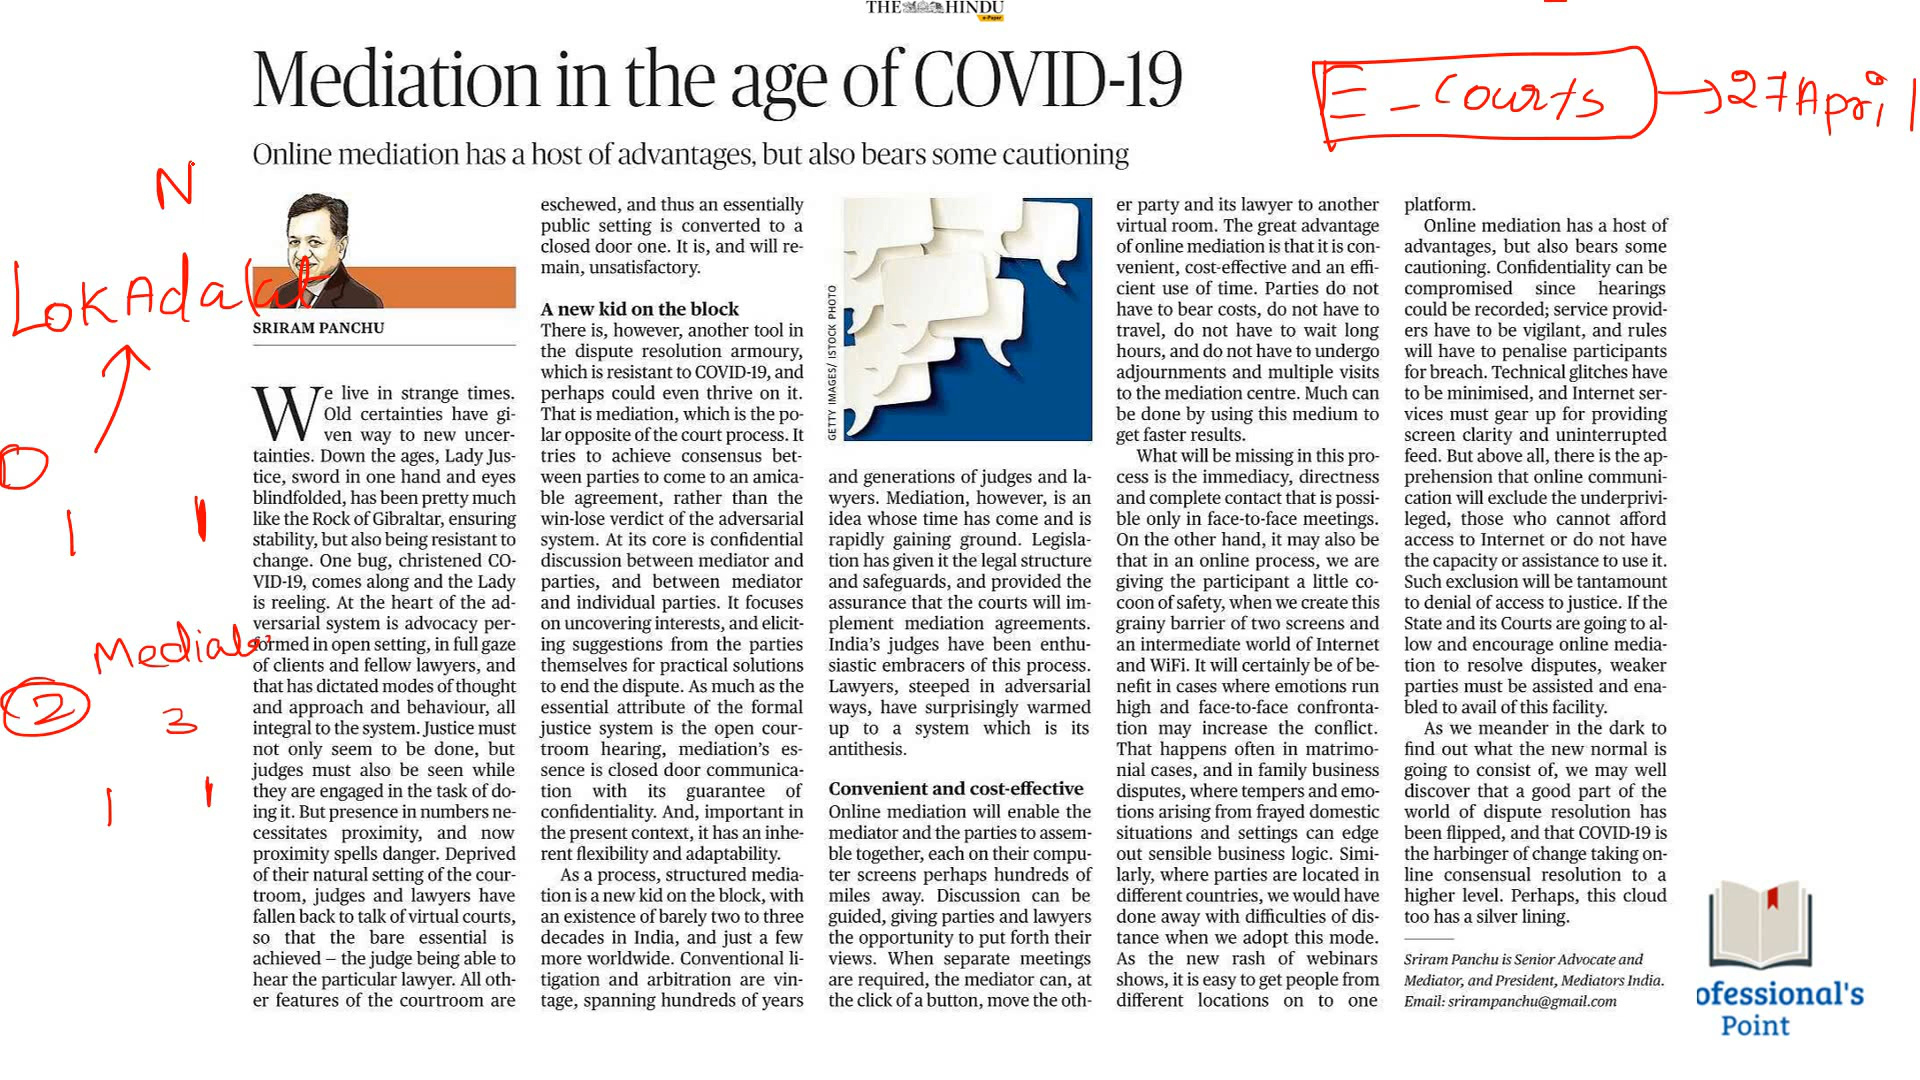 THE HINDU
e-Paper
Mediation in the age of COVID-19
Online mediation has a host of advantages, but also bears some cautioning
E-Courts → 27 April
N
LokAdalat
Mediator
2
3
SRIRAM PANCHU
We live in strange times.
Old certainties have gi-
ven way to new uncer-
tainties. Down the ages, Lady Jus-
tice, sword in one hand and eyes
blindfolded, has been pretty much
like the Rock of Gibraltar, ensuring
stability, but also being resistant to
change. One bug, christened CO-
VID-19, comes along and the Lady
is reeling. At the heart of the ad-
versarial system is advocacy per-
formed in open setting, in full gaze
of clients and fellow lawyers, and
that has dictated modes of thought
and approach and behaviour, all
integral to the system. Justice must
not only seem to be done, but
judges must also be seen while
they are engaged in the task of do-
ing it. But presence in numbers ne-
cessitates proximity, and now
proximity spells danger. Deprived
of their natural setting of the cour-
troom, judges and lawyers have
fallen back to talk of virtual courts,
so that the bare essential is
achieved – the judge being able to
hear the particular lawyer. All oth-
er features of the courtroom are
eschewed, and thus an essentially
public setting is converted to a
closed door one. It is, and will re-
main, unsatisfactory.
A new kid on the block
There is, however, another tool in
the dispute resolution armoury,
which is resistant to COVID-19, and
perhaps could even thrive on it.
That is mediation, which is the po-
lar opposite of the court process. It
tries to achieve consensus bet-
ween parties to come to an amica-
ble agreement, rather than the
win-lose verdict of the adversarial
system. At its core is confidential
discussion between mediator and
parties, and between mediator
and individual parties. It focuses
on uncovering interests, and elicit-
ing suggestions from the parties
themselves for practical solutions
to end the dispute. As much as the
essential attribute of the formal
justice system is the open cour-
troom hearing, mediation's es-
sence is closed door communica-
tion with its guarantee of
confidentiality. And, important in
the present context, it has an inhe-
rent flexibility and adaptability.
As a process, structured media-
tion is a new kid on the block, with
an existence of barely two to three
decades in India, and just a few
more worldwide. Conventional li-
tigation and arbitration are vin-
tage, spanning hundreds of years
GETTY IMAGES/ ISTOCK PHOTO
and generations of judges and la-
wyers. Mediation, however, is an
idea whose time has come and is
rapidly gaining ground. Legisla-
tion has given it the legal structure
and safeguards, and provided the
assurance that the courts will im-
plement mediation agreements.
India's judges have been enthu-
siastic embracers of this process.
Lawyers, steeped in adversarial
ways, have surprisingly warmed
up to a system which is its
antithesis.
Convenient and cost-effective
Online mediation will enable the
mediator and the parties to assem-
ble together, each on their compu-
ter screens perhaps hundreds of
miles away. Discussion can be
guided, giving parties and lawyers
the opportunity to put forth their
views. When separate meetings
are required, the mediator can, at
the click of a button, move the oth-
er party and its lawyer to another
virtual room. The great advantage
of online mediation is that it is con-
venient, cost-effective and an effi-
cient use of time. Parties do not
have to bear costs, do not have to
travel, do not have to wait long
hours, and do not have to undergo
adjournments and multiple visits
to the mediation centre. Much can
be done by using this medium to
get faster results.
What will be missing in this pro-
cess is the immediacy, directness
and complete contact that is possi-
ble only in face-to-face meetings.
On the other hand, it may also be
that in an online process, we are
giving the participant a little co-
coon of safety, when we create this
grainy barrier of two screens and
an intermediate world of Internet
and WiFi. It will certainly be of be-
nefit in cases where emotions run
high and face-to-face confronta-
tion may increase the conflict.
That happens often in matrimo-
nial cases, and in family business
disputes, where tempers and emo-
tions arising from frayed domestic
situations and settings can edge
out sensible business logic. Simi-
larly, where parties are located in
different countries, we would have
done away with difficulties of dis-
tance when we adopt this mode.
As the new rash of webinars
shows, it is easy to get people from
different locations on to one
platform.
Online mediation has a host of
advantages, but also bears some
cautioning. Confidentiality can be
compromised since hearings
could be recorded; service provid-
ers have to be vigilant, and rules
will have to penalise participants
for breach. Technical glitches have
to be minimised, and Internet ser-
vices must gear up for providing
screen clarity and uninterrupted
feed. But above all, there is the ap-
prehension that online communi-
cation will exclude the underprivi-
leged, those who cannot afford
access to Internet or do not have
the capacity or assistance to use it.
Such exclusion will be tantamount
to denial of access to justice. If the
State and its Courts are going to al-
low and encourage online media-
tion to resolve disputes, weaker
parties must be assisted and ena-
bled to avail of this facility.
As we meander in the dark to
find out what the new normal is
going to consist of, we may well
discover that a good part of the
world of dispute resolution has
been flipped, and that COVID-19 is
the harbinger of change taking on-
line consensual resolution to a
higher level. Perhaps, this cloud
too has a silver lining.
Sriram Panchu is Senior Advocate and
Mediator, and President, Mediators India.
Email: srirampanchu@gmail.com
ofessional's
Point